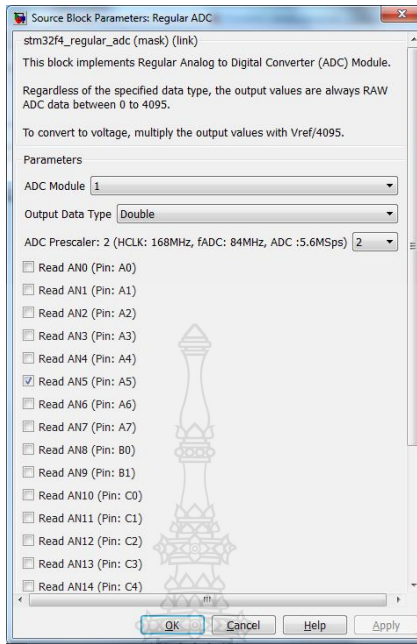 Source Block Parameters: Regular ADC
stm32f4_regular_adc (mask) (link)
This block implements Regular Analog to Digital Converter (ADC) Module.
Regardless of the specified data type, the output values are always RAW
ADC data between 0 to 4095.
To convert to voltage, multiply the output values with Vref/4095.
Parameters
ADC Module 1
Output Data Type Double
ADC Prescaler: 2 (HCLK: 168MHz, fADC: 84MHz, ADC :5.6MSps) 2
Read AN0 (Pin: A0)
Read AN1 (Pin: A1)
Read AN2 (Pin: A2)
Read AN3 (Pin: A3)
Read AN4 (Pin: A4)
Read AN5 (Pin: A5)
Read AN6 (Pin: A6)
Read AN7 (Pin: A7)
Read AN8 (Pin: B0)
Read AN9 (Pin: B1)
Read AN10 (Pin: C0)
Read AN11 (Pin: C1)
Read AN12 (Pin: C2)
Read AN13 (Pin: C3)
Read AN14 (Pin: C4)
OK Cancel Help Apply